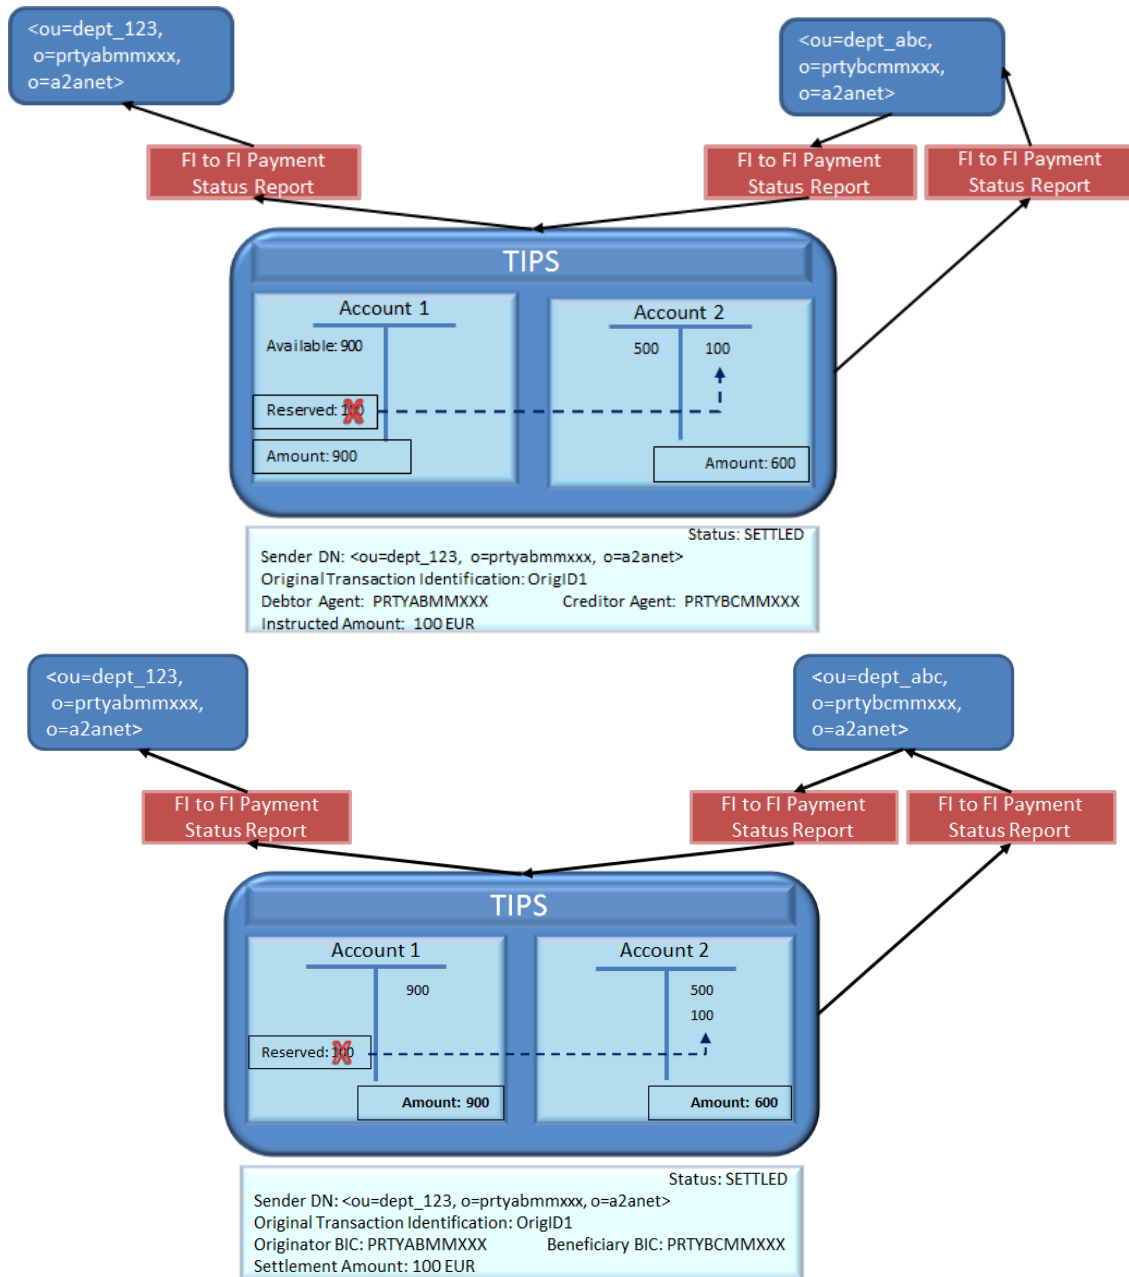 <ou=dept_123,
o=prtyabmmxxx,
o=a2anet>
<ou=dept_abc,
o=prtybcmmxxx,
o=a2anet>
FI to FI Payment
Status Report
FI to FI Payment
Status Report
FI to FI Payment
Status Report
TIPS
Account 1
Account 2
Available: 900
500 100
Reserved: 100
Amount: 900
Amount: 600
Status: SETTLED
Sender DN: <ou=dept_123, o=prtyabmmxxx, o=a2anet>
Original Transaction Identification: OrigID1
Debtor Agent: PRTYABMMXXX Creditor Agent: PRTYBCMMXXX
Instructed Amount: 100 EUR
<ou=dept_123,
o=prtyabmmxxx,
o=a2anet>
<ou=dept_abc,
o=prtybcmmxxx,
o=a2anet>
FI to FI Payment
Status Report
FI to FI Payment
Status Report
FI to FI Payment
Status Report
TIPS
Account 1
Account 2
900
500
100
Reserved: 100
Amount: 900
Amount: 600
Status: SETTLED
Sender DN: <ou=dept_123, o=prtyabmmxxx, o=a2anet>
Original Transaction Identification: OrigID1
Originator BIC: PRTYABMMXXX Beneficiary BIC: PRTYBCMMXXX
Settlement Amount: 100 EUR